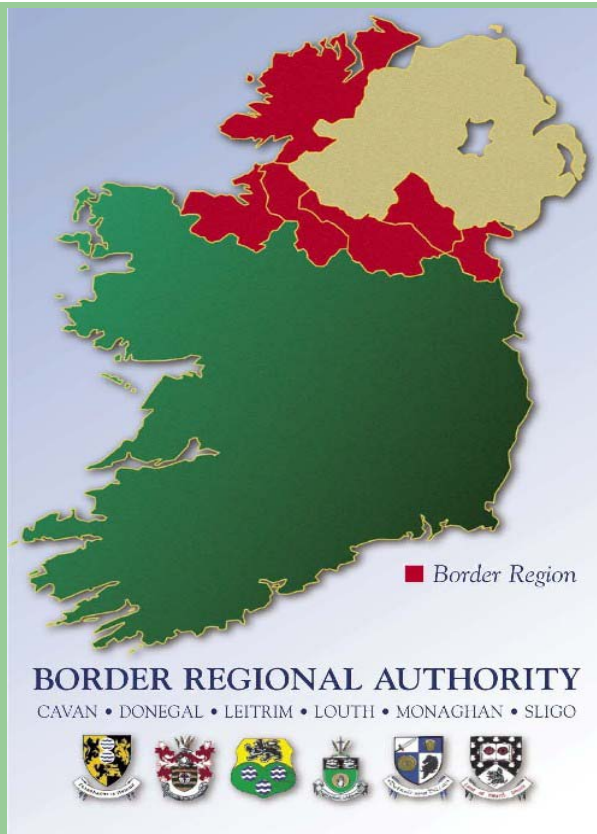 Border Region
BORDER REGIONAL AUTHORITY
CAVAN • DONEGAL • LEITRIM • LOUTH • MONAGHAN • SLIGO